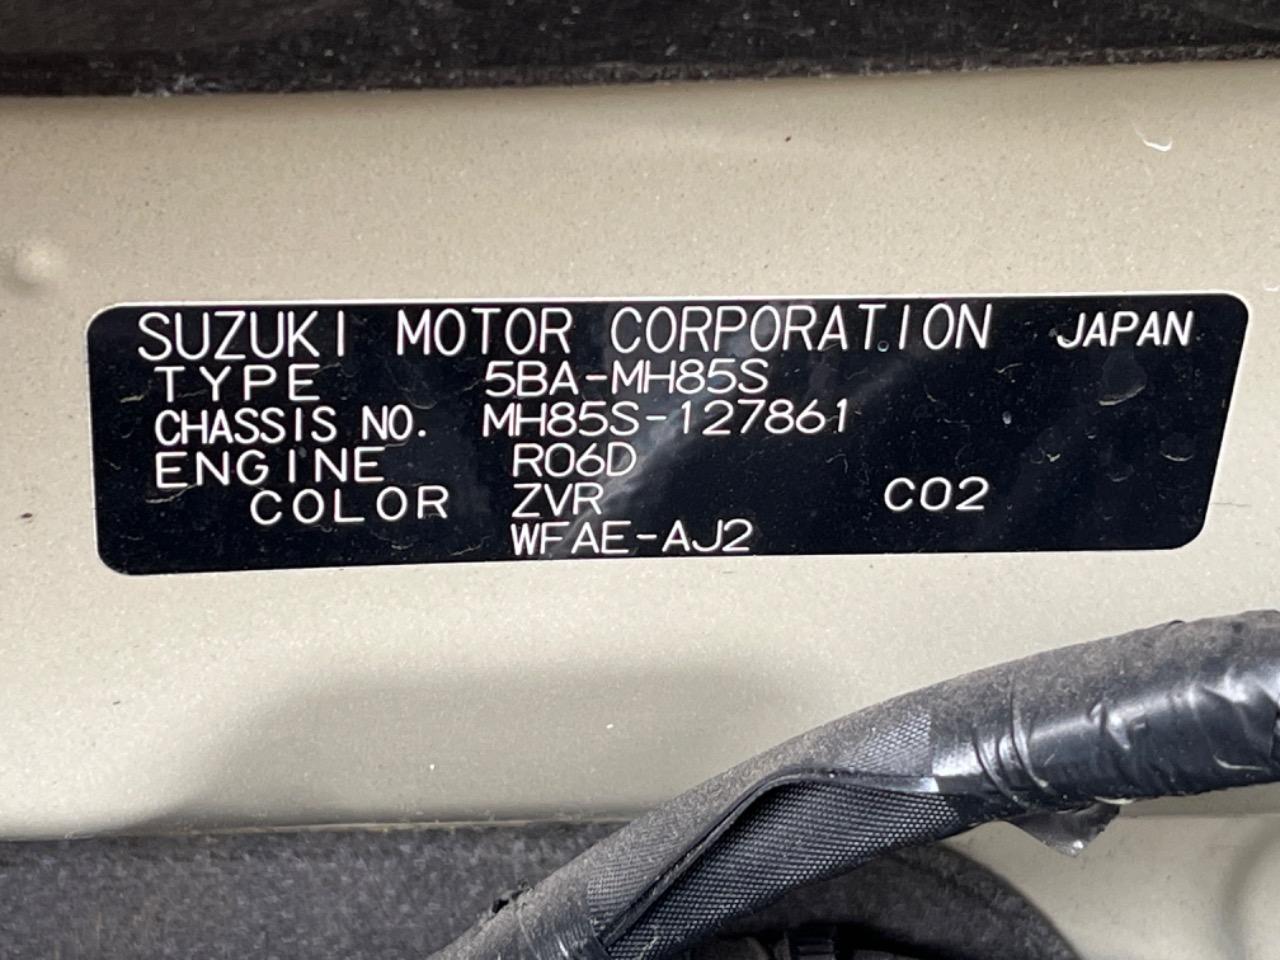 SUZUKI MOTOR CORPORATION JAPAN
TYPE 5BA-MH85S
CHASSIS NO. MH85S-127861
ENGINE R06D
COLOR ZVR C02
WFAE-AJ2